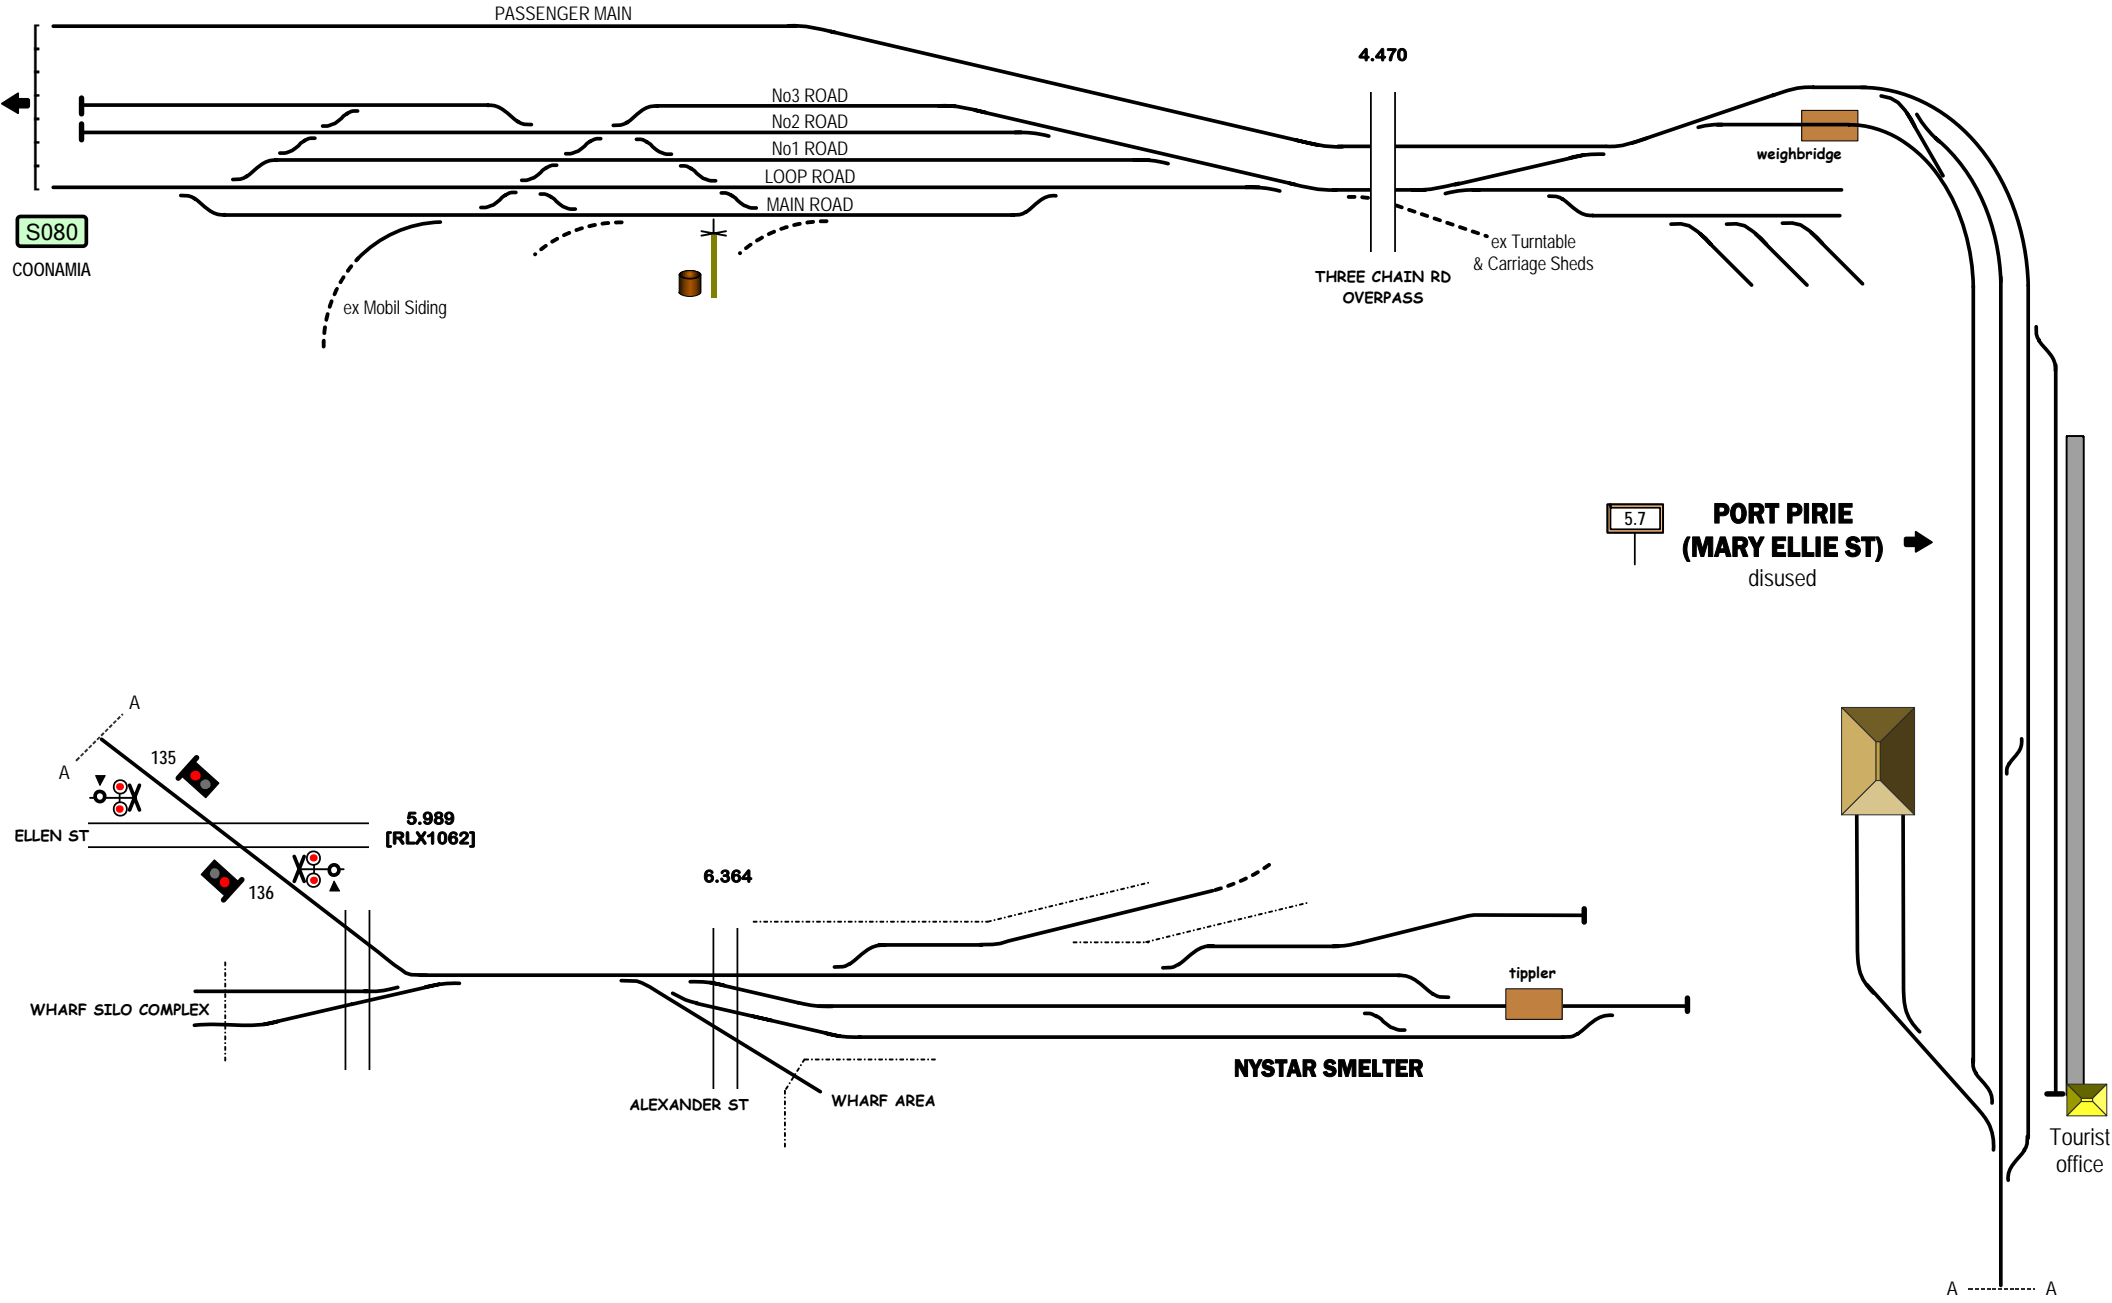 PASSENGER MAIN
4.470
No3 ROAD
No2 ROAD
No1 ROAD
LOOP ROAD
MAIN ROAD
weighbridge
S080
COONAMIA
ex Mobil Siding
ex Turntable
& Carriage Sheds
THREE CHAIN RD
OVERPASS
5.7
PORT PIRIE
(MARY ELLIE ST)
disused
A
A
135
ELLEN ST
5.989
[RLX1062]
136
6.364
WHARF SILO COMPLEX
tippler
NYSTAR SMELTER
ALEXANDER ST
WHARF AREA
Tourist
office
A
A